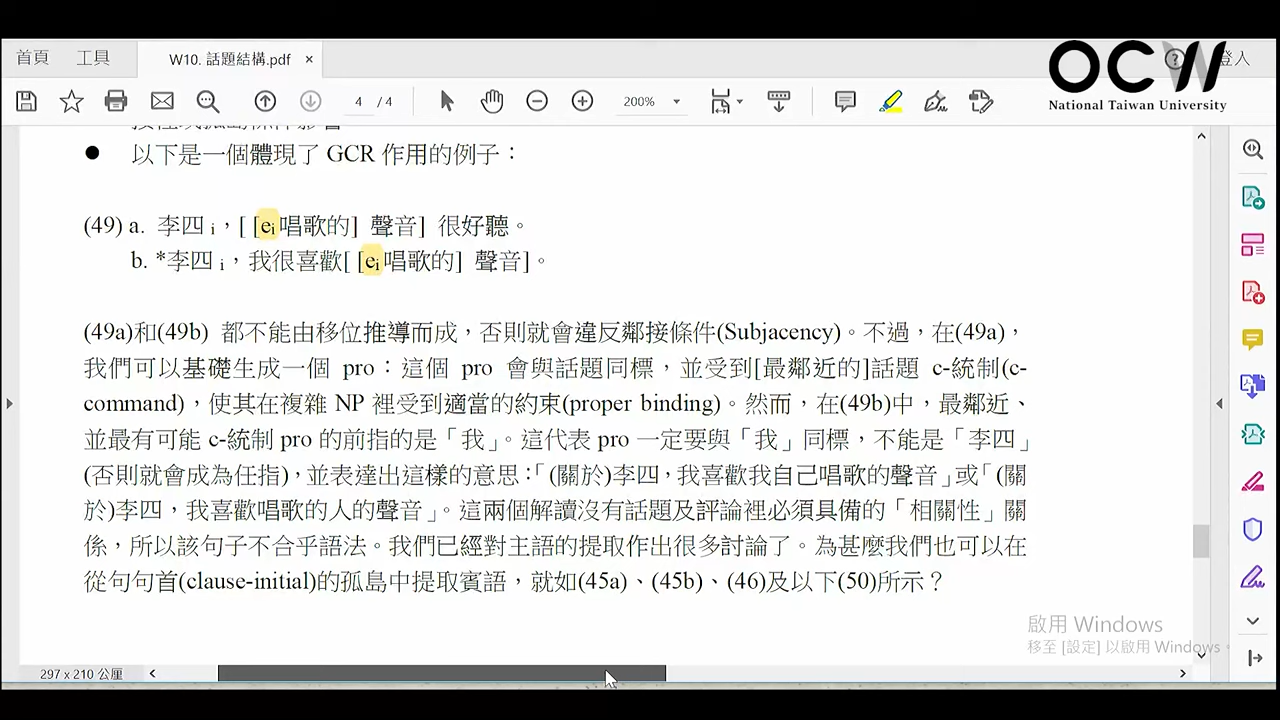 首頁 工具 W10. 話題結構.pdf ×
OCW
登入
National Taiwan University
4 / 4
200%
● 以下是一個體現了 GCR 作用的例子：
(49) a. 李四 i，[ [ei唱歌的] 聲音] 很好聽。
b. *李四 i，我很喜歡[ [ei唱歌的] 聲音]。
(49a)和(49b) 都不能由移位推導而成，否則就會違反鄰接條件(Subjacency)。不過，在(49a)，
我們可以基礎生成一個 pro：這個 pro 會與話題同標，並受到[最鄰近的]話題 c-統制(c-
command)，使其在複雜 NP 裡受到適當的約束(proper binding)。然而，在(49b)中，最鄰近、
並最有可能 c-統制 pro 的前指的是「我」。這代表 pro 一定要與「我」同標，不能是「李四」
(否則就會成為任指)，並表達出這樣的意思：「(關於)李四，我喜歡我自己唱歌的聲音」或「(關
於)李四，我喜歡唱歌的人的聲音」。這兩個解讀沒有話題及評論裡必須具備的「相關性」關
係，所以該句子不合乎語法。我們已經對主語的提取作出很多討論了。為甚麼我們也可以在
從句句首(clause-initial)的孤島中提取賓語，就如(45a)、(45b)、(46)及以下(50)所示？
啟用 Windows
移至 [設定] 以啟用 Windows。
297 x 210 公厘